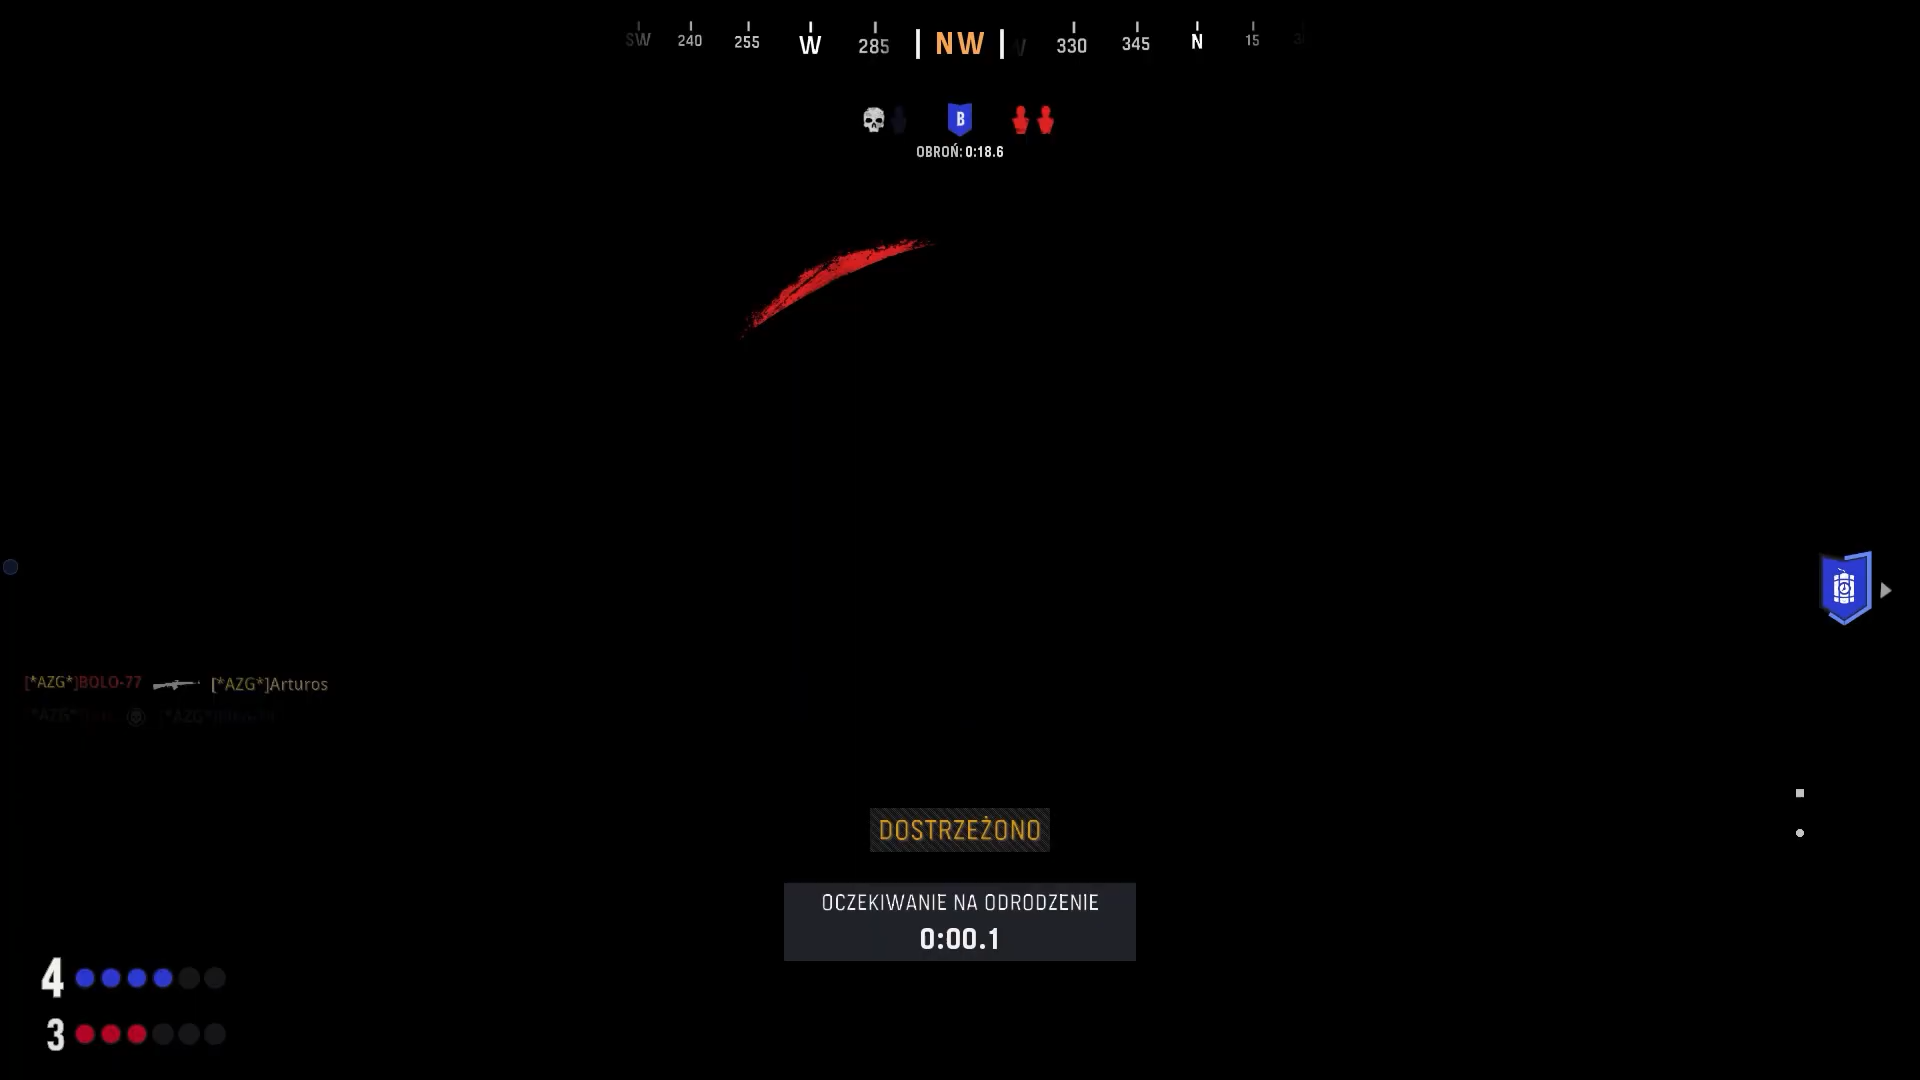 SW 240 255 W 285 NW 330 345 N 15
B
OBROŃ: 0:18.6
[*AZG*]BOLO-77 [*AZG*]Arturos
DOSTRZEŻONO
OCZEKIWANIE NA ODRODZENIE
0:00.1
4
3